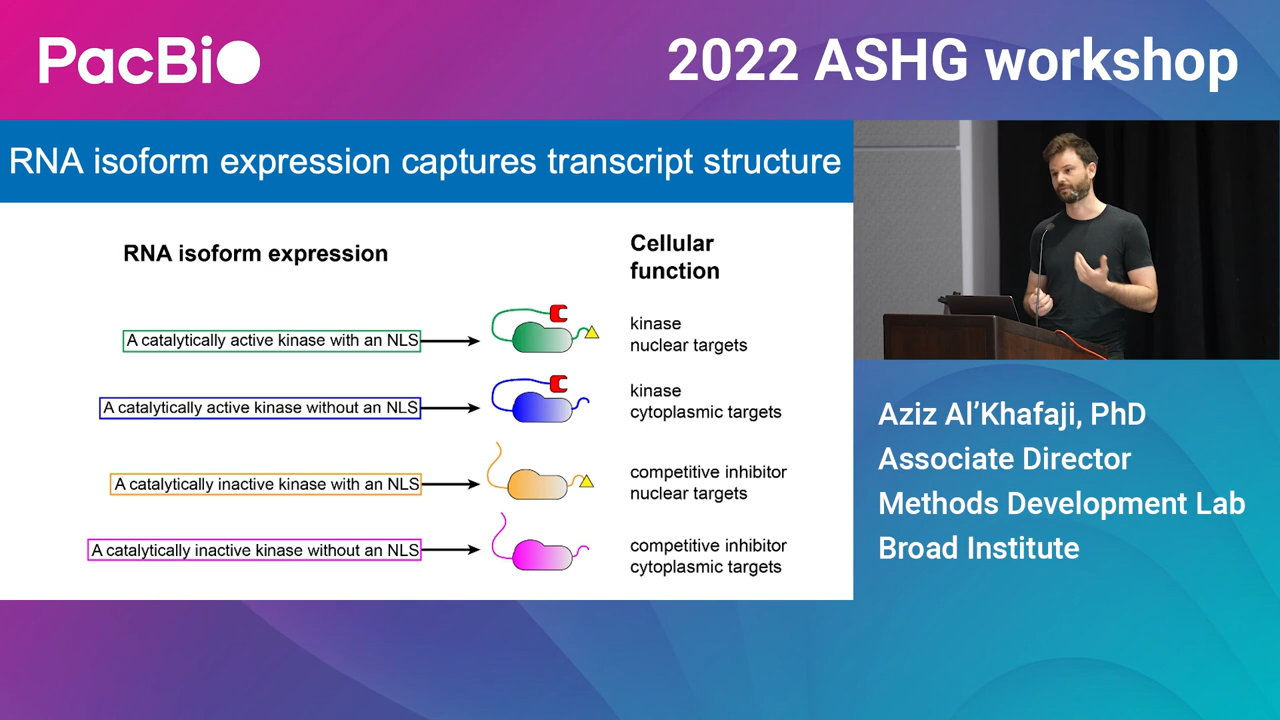 PacBio
2022 ASHG workshop
RNA isoform expression captures transcript structure
RNA isoform expression
Cellular
function
A catalytically active kinase with an NLS
kinase
nuclear targets
A catalytically active kinase without an NLS
kinase
cytoplasmic targets
A catalytically inactive kinase with an NLS
competitive inhibitor
nuclear targets
A catalytically inactive kinase without an NLS
competitive inhibitor
cytoplasmic targets
Aziz Al’Khafaji, PhD
Associate Director
Methods Development Lab
Broad Institute